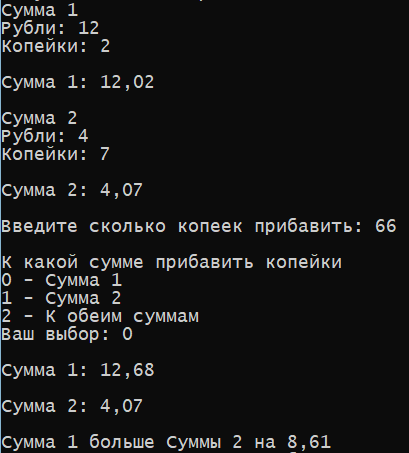 Сумма 1
Рубли: 12
Копейки: 2
Сумма 1: 12,02
Сумма 2
Рубли: 4
Копейки: 7
Сумма 2: 4,07
Введите сколько копеек прибавить: 66
К какой сумме прибавить копейки
0 - Сумма 1
1 - Сумма 2
2 - К обеим суммам
Ваш выбор: 0
Сумма 1: 12,68
Сумма 2: 4,07
Сумма 1 больше Суммы 2 на 8,61